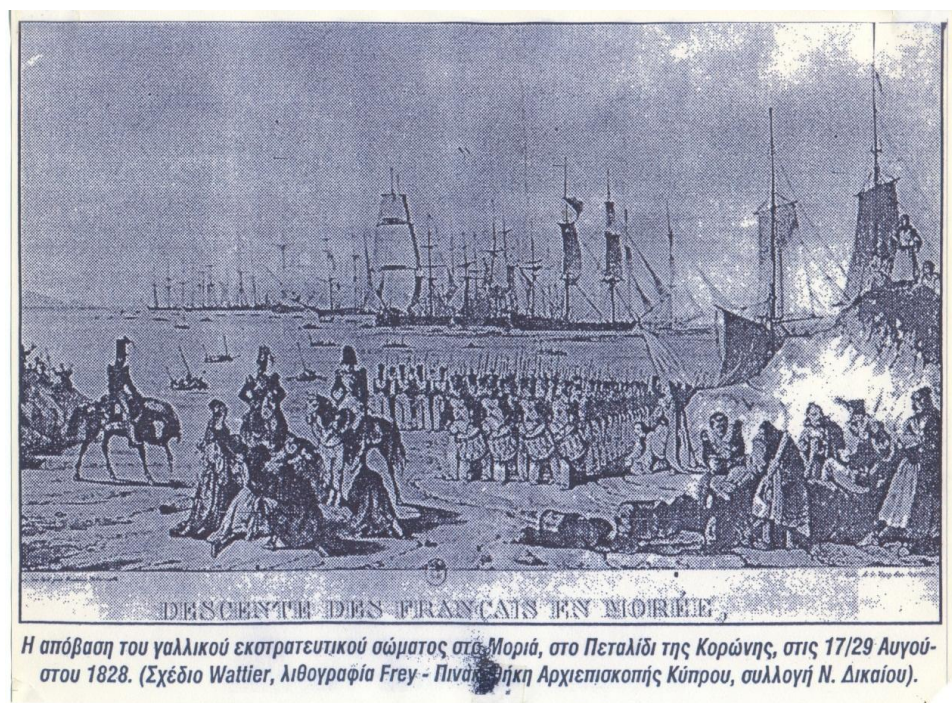 DESCENTE DES FRANÇAIS EN MORÉE,
Η απόβαση του γαλλικού εκστρατευτικού σώματος στο Μοριά, στο Πεταλίδι της Κορώνης, στις 17/29 Αυγού-
στου 1828. (Σχέδιο Wattier, λιθογραφία Frey - Πινακοθήκη Αρχιεπισκοπής Κύπρου, συλλογή Ν. Δικαίου).